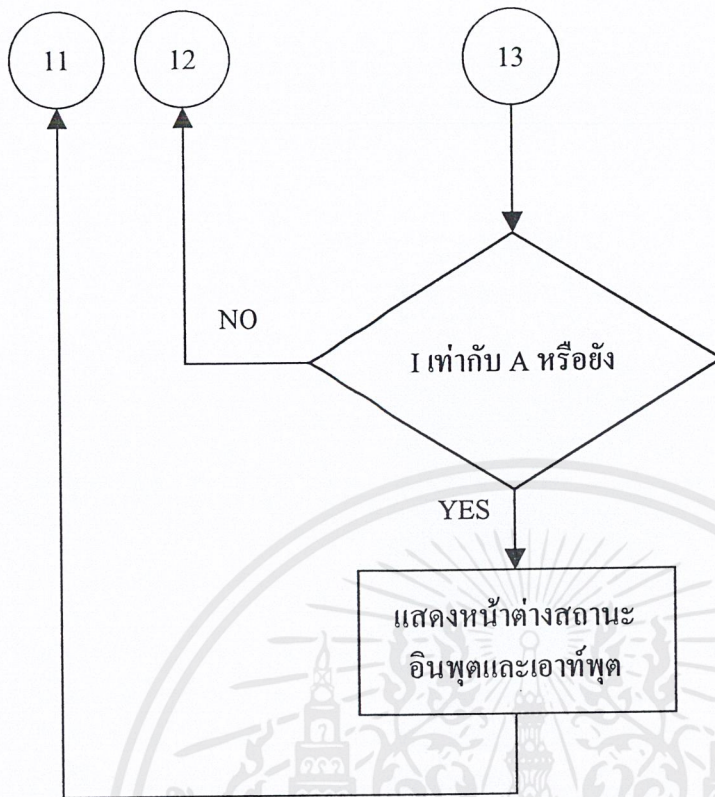 11 12 13
NO
I เท่ากับ A หรือยัง
YES
แสดงหน้าต่างสถานะ
อินพุตและเอาท์พุต